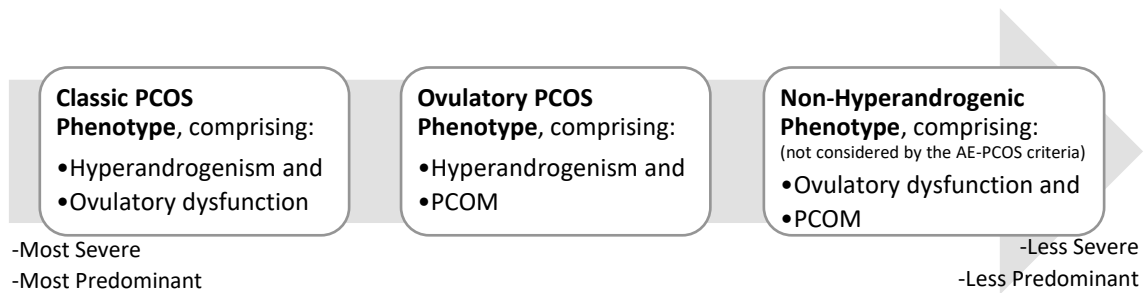 Classic PCOS
Phenotype, comprising:
•Hyperandrogenism and
•Ovulatory dysfunction
Ovulatory PCOS
Phenotype, comprising:
•Hyperandrogenism and
•PCOM
Non-Hyperandrogenic
Phenotype, comprising:
(not considered by the AE-PCOS criteria)
•Ovulatory dysfunction and
•PCOM
-Most Severe
-Most Predominant
-Less Severe
-Less Predominant